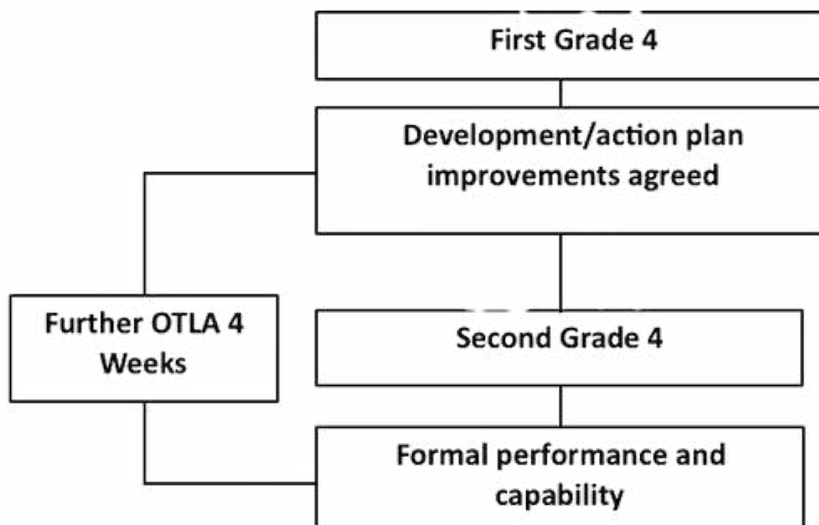 First Grade 4
Development/action plan
improvements agreed
Further OTLA 4
Weeks
Second Grade 4
Formal performance and
capability